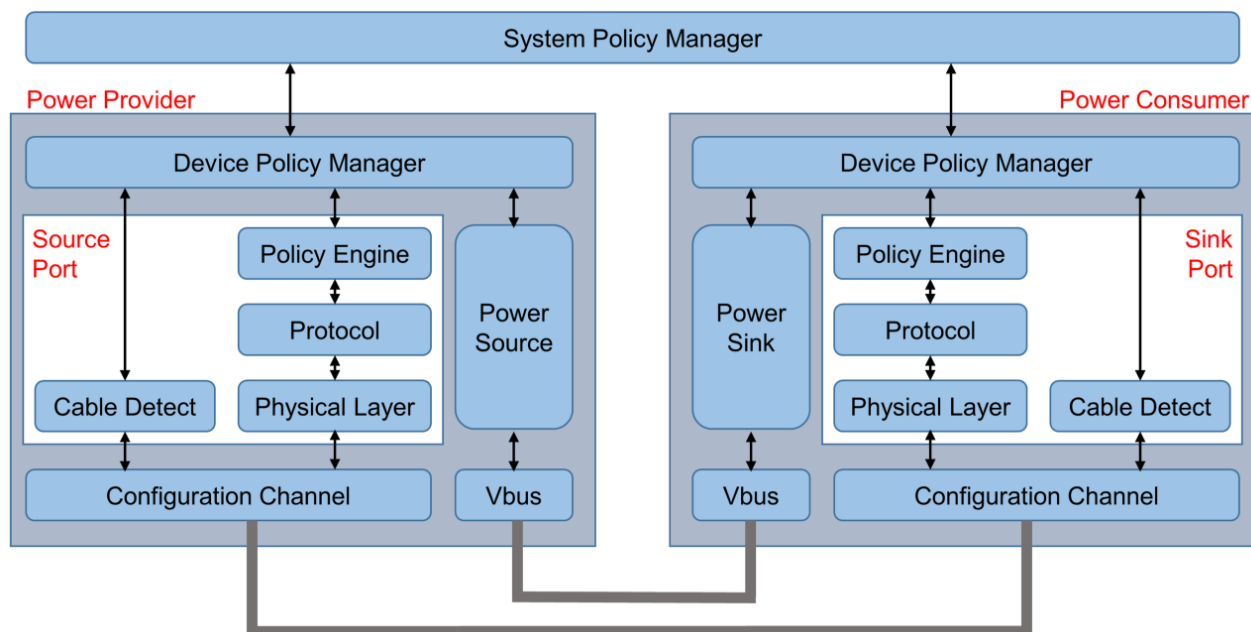 System Policy Manager
Power Provider
Device Policy Manager
Source
Port
Policy Engine
Protocol
Cable Detect
Physical Layer
Power
Source
Configuration Channel
Vbus
Power Consumer
Device Policy Manager
Power
Sink
Policy Engine
Protocol
Physical Layer
Sink
Port
Cable Detect
Vbus
Configuration Channel